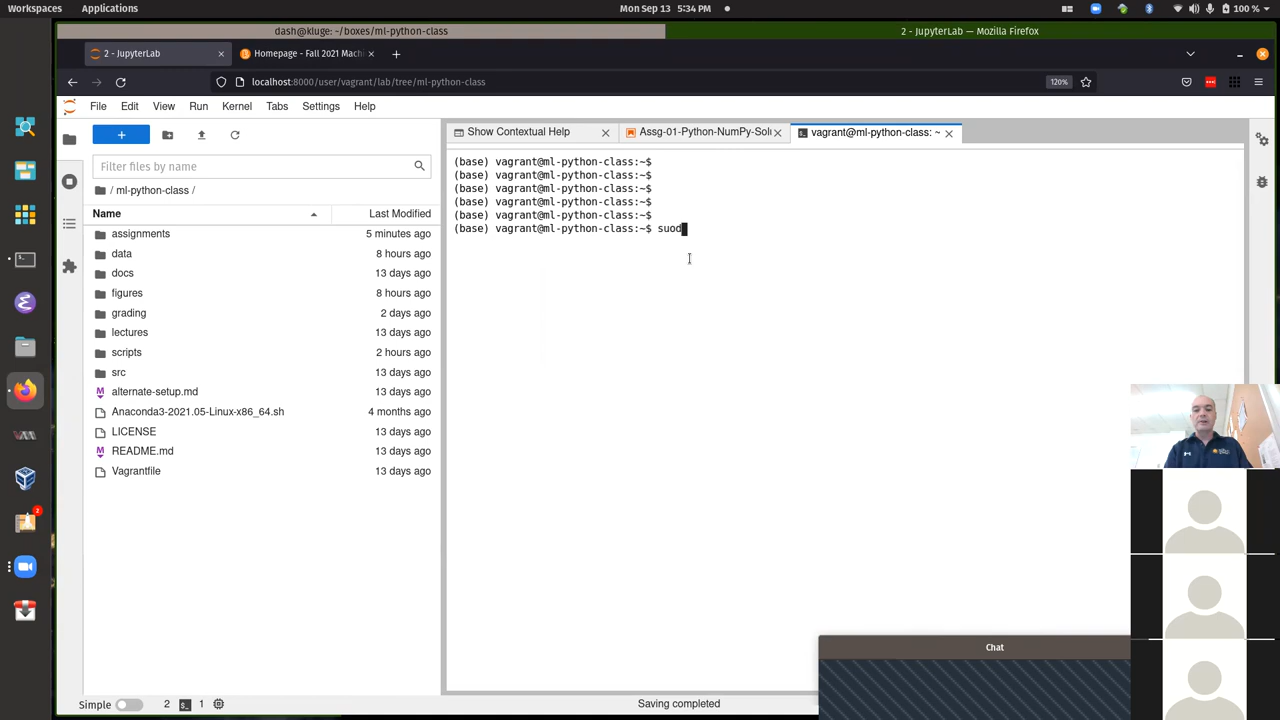 Workspaces Applications Mon Sep 13 5:34 PM 100 %
dash@kluge: ~/boxes/ml-python-class 2 - JupyterLab — Mozilla Firefox
2 - JupyterLab Homepage - Fall 2021 Machi
localhost:8000/user/vagrant/lab/tree/ml-python-class 120%
File Edit View Run Kernel Tabs Settings Help
Show Contextual Help Assg-01-Python-NumPy-Solu vagrant@ml-python-class: ~
Filter files by name
/ ml-python-class /
Name Last Modified
assignments 5 minutes ago
data 8 hours ago
docs 13 days ago
figures 8 hours ago
grading 2 days ago
lectures 13 days ago
scripts 2 hours ago
src 13 days ago
alternate-setup.md 13 days ago
Anaconda3-2021.05-Linux-x86_64.sh 4 months ago
LICENSE 13 days ago
README.md 13 days ago
Vagrantfile 13 days ago
(base) vagrant@ml-python-class:~$
(base) vagrant@ml-python-class:~$
(base) vagrant@ml-python-class:~$
(base) vagrant@ml-python-class:~$
(base) vagrant@ml-python-class:~$
(base) vagrant@ml-python-class:~$ suod
Chat
Simple 2 1 Saving completed